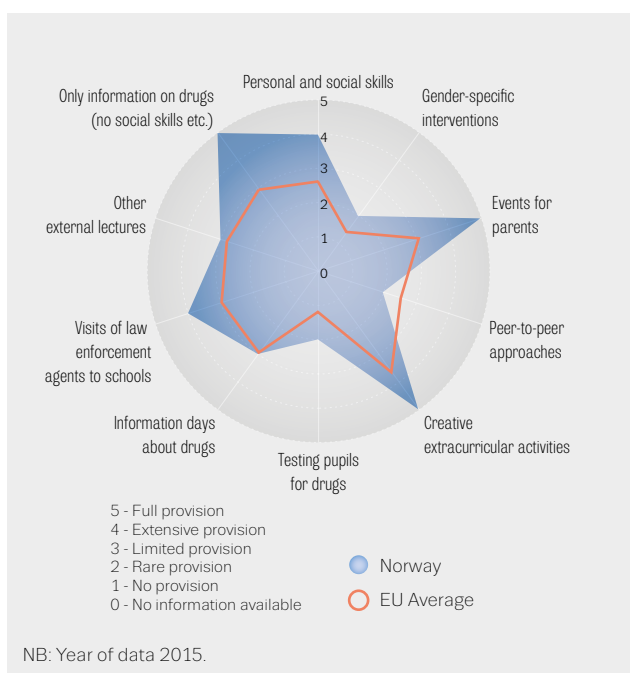 Personal and social skills
Only information on drugs
(no social skills etc.)
Gender-specific
interventions
5
4
3
2
1
0
Other
external lectures
Events for
parents
Visits of law
enforcement
agents to schools
Peer-to-peer
approaches
Information days
about drugs
Creative
extracurricular activities
Testing pupils
for drugs
5 - Full provision
4 - Extensive provision
3 - Limited provision
2 - Rare provision
1 - No provision
0 - No information available
Norway
EU Average
NB: Year of data 2015.